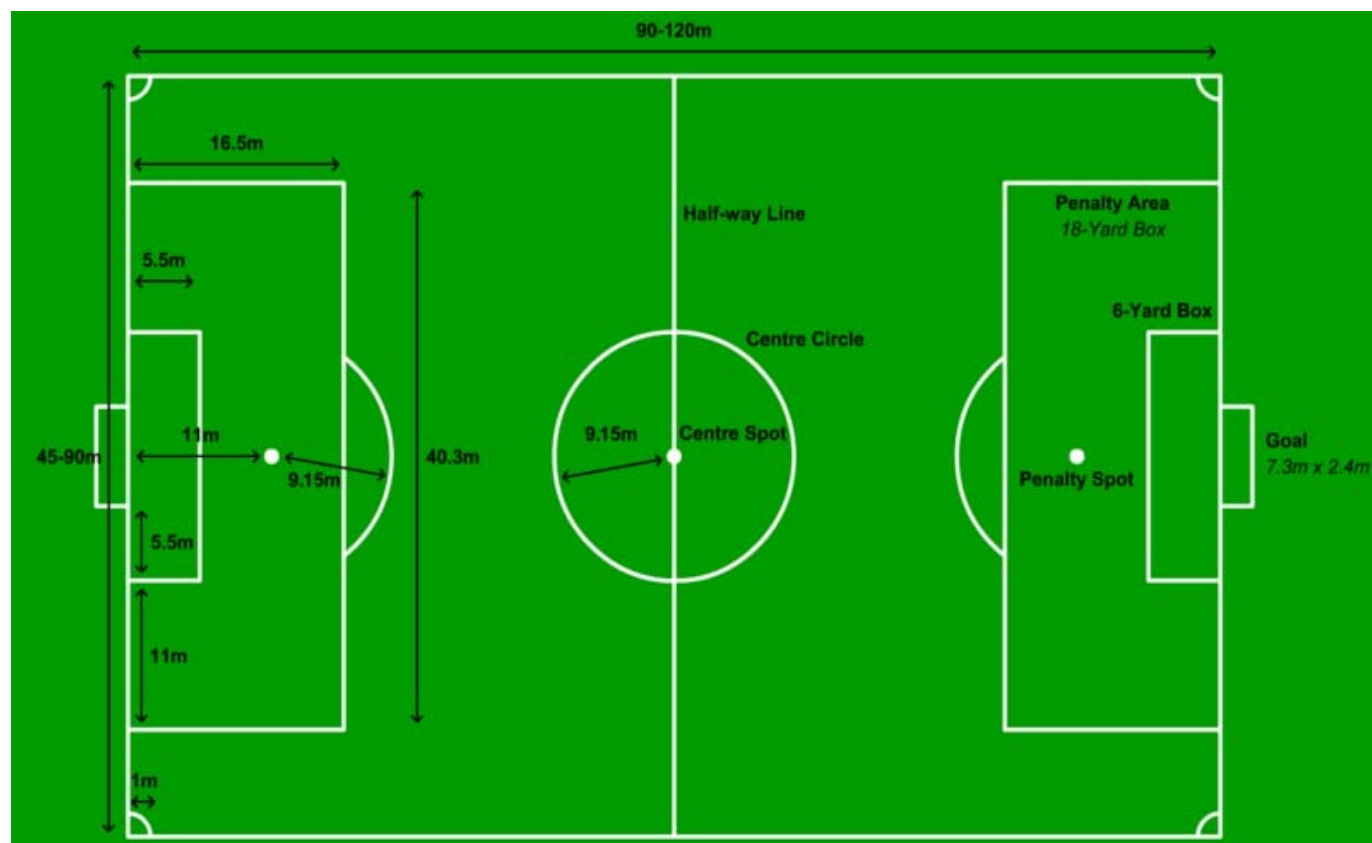 90-120m
16.5m
Penalty Area
18-Yard Box
Half-way Line
5.5m
6-Yard Box
Centre Circle
11m
9.15m
Centre Spot
Goal
45-90m
40.3m
7.3m x 2.4m
9.15m
Penalty Spot
5.5m
11m
1m